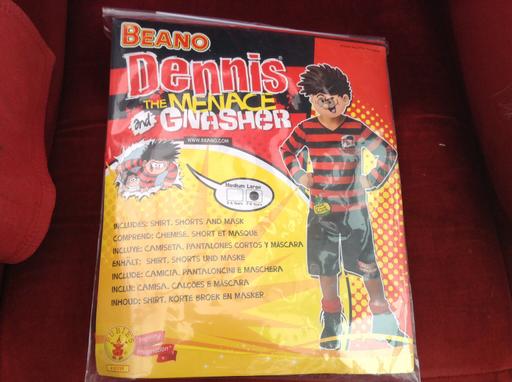 BEANO
Dennis
THE MENACE
and GNASHER
WWW.BEANO.COM
Medium Large
INCLUDES: SHIRT, SHORTS AND MASK
COMPREND: CHEMISE, SHORT ET MASQUE
INCLUYE: CAMISETA, PANTALONES CORTOS Y MÁSCARA
ENHÄLT: SHIRT, SHORTS UND MASKE
INCLUDE: CAMICIA, PANTALONCINI E MASCHERA
INCLUI: CAMISA, CALÇÕES E MÁSCARA
INHOUD: SHIRT, KORTE BROEK EN MASKER
RUBIE'S